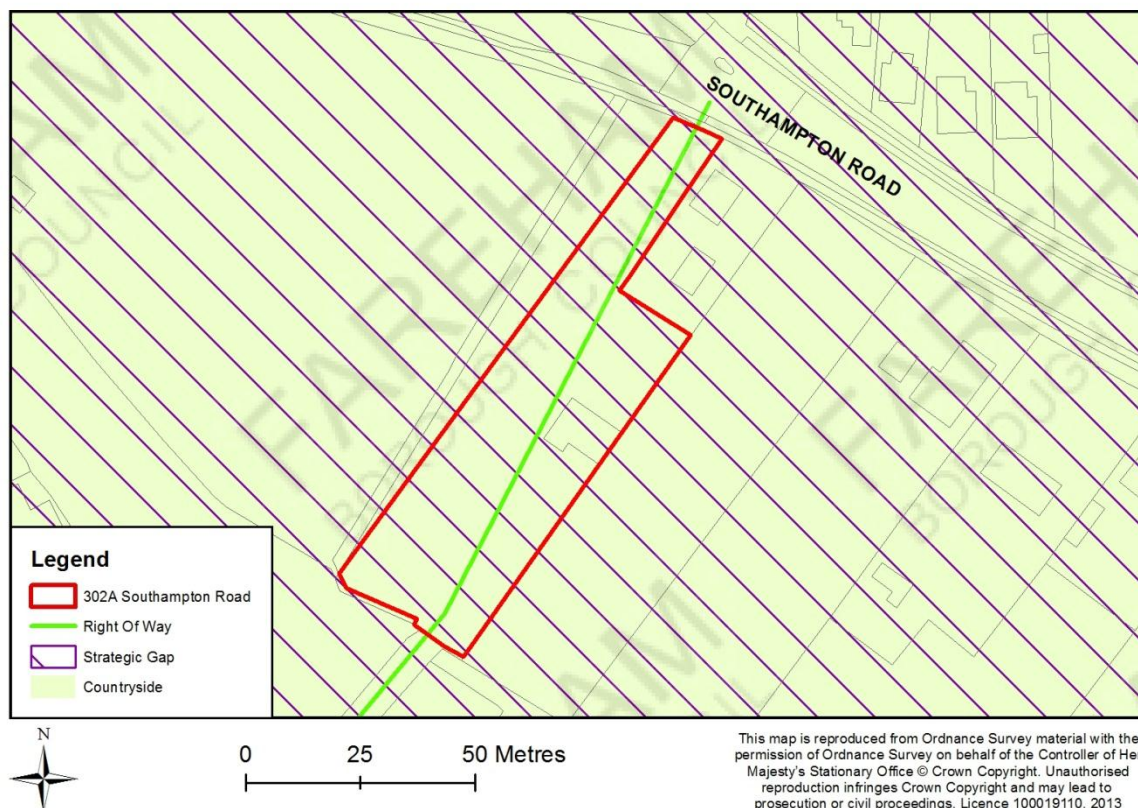 SOUTHAMPTON ROAD
FAREHAM
BOROUGH COUNCIL
Legend
302A Southampton Road
Right Of Way
Strategic Gap
Countryside
N
0 25 50 Metres
This map is reproduced from Ordnance Survey material with the
permission of Ordnance Survey on behalf of the Controller of Her
Majesty's Stationary Office © Crown Copyright. Unauthorised
reproduction infringes Crown Copyright and may lead to
prosecution or civil proceedings. Licence 100019110. 2013